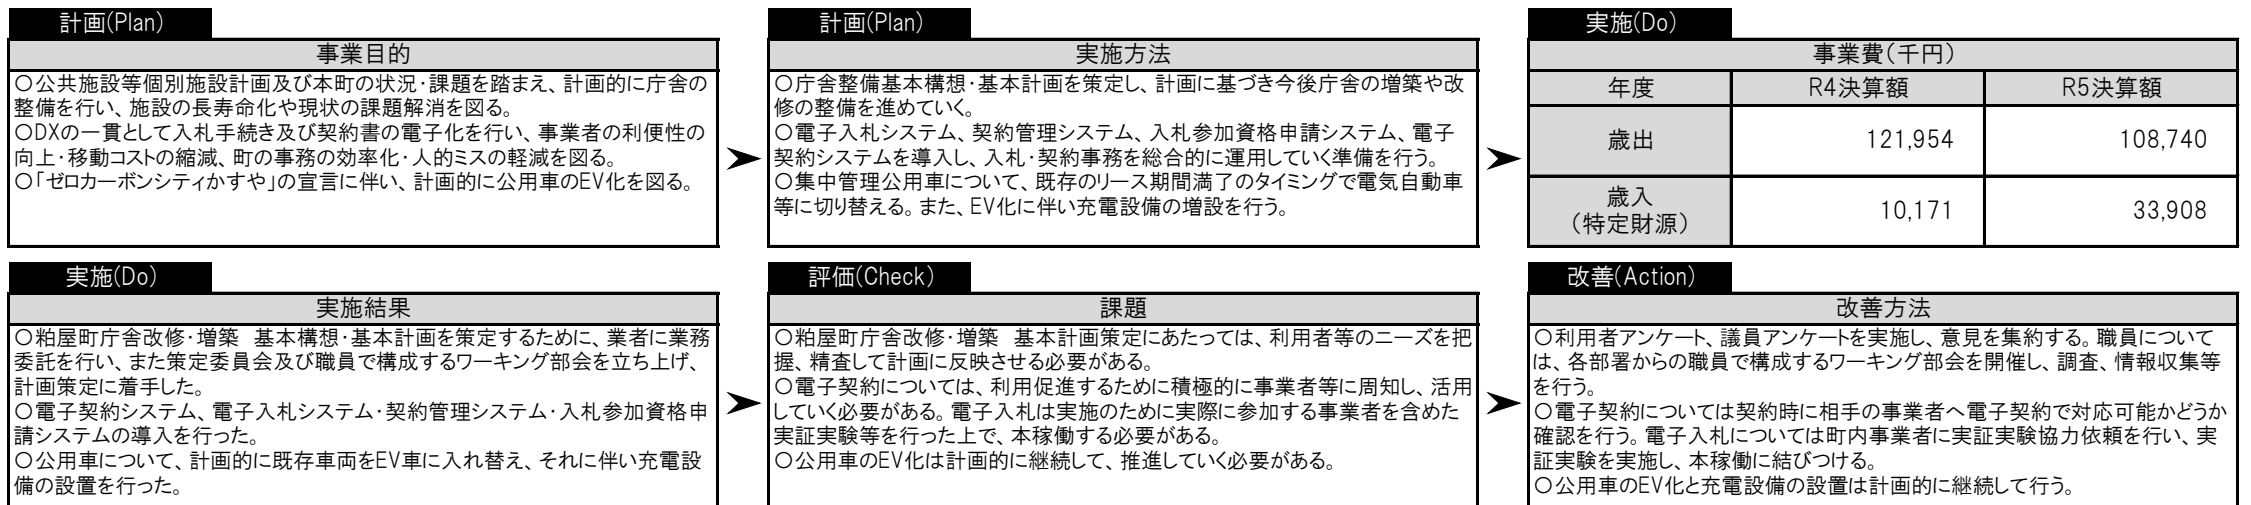 計画(Plan)
事業目的
○公共施設等個別施設計画及び本町の状況・課題を踏まえ、計画的に庁舎の
整備を行い、施設の長寿命化や現状の課題解消を図る。
○DXの一貫として入札手続き及び契約書の電子化を行い、事業者の利便性の
向上・移動コストの縮減、町の事務の効率化・人的ミスの軽減を図る。
○「ゼロカーボンシティかすや」の宣言に伴い、計画的に公用車のEV化を図る。
計画(Plan)
実施方法
○庁舎整備基本構想・基本計画を策定し、計画に基づき今後庁舎の増築や改
修の整備を進めていく。
○電子入札システム、契約管理システム、入札参加資格申請システム、電子
契約システムを導入し、入札・契約事務を総合的に運用していく準備を行う。
○集中管理公用車について、既存のリース期間満了のタイミングで電気自動車
等に切り替える。また、EV化に伴い充電設備の増設を行う。
実施(Do)
事業費(千円)
年度 R4決算額 R5決算額
歳出 121,954 108,740
歳入
(特定財源) 10,171 33,908
実施(Do)
実施結果
○粕屋町庁舎改修・増築　基本構想・基本計画を策定するために、業者に業務
委託を行い、また策定委員会及び職員で構成するワーキング部会を立ち上げ、
計画策定に着手した。
○電子契約システム、電子入札システム・契約管理システム・入札参加資格申
請システムの導入を行った。
○公用車について、計画的に既存車両をEV車に入れ替え、それに伴い充電設
備の設置を行った。
評価(Check)
課題
○粕屋町庁舎改修・増築　基本計画策定にあたっては、利用者等のニーズを把
握、精査して計画に反映させる必要がある。
○電子契約については、利用促進するために積極的に事業者等に周知し、活用
していく必要がある。電子入札は実施のために実際に参加する事業者を含めた
実証実験等を行った上で、本稼働する必要がある。
○公用車のEV化は計画的に継続して、推進していく必要がある。
改善(Action)
改善方法
○利用者アンケート、議員アンケートを実施し、意見を集約する。職員について
は、各部署からの職員で構成するワーキング部会を開催し、調査、情報収集等
を行う。
○電子契約については契約時に相手の事業者へ電子契約で対応可能かどうか
確認を行う。電子入札については町内事業者に実証実験協力依頼を行い、実
証実験を実施し、本稼働に結びつける。
○公用車のEV化と充電設備の設置は計画的に継続して行う。